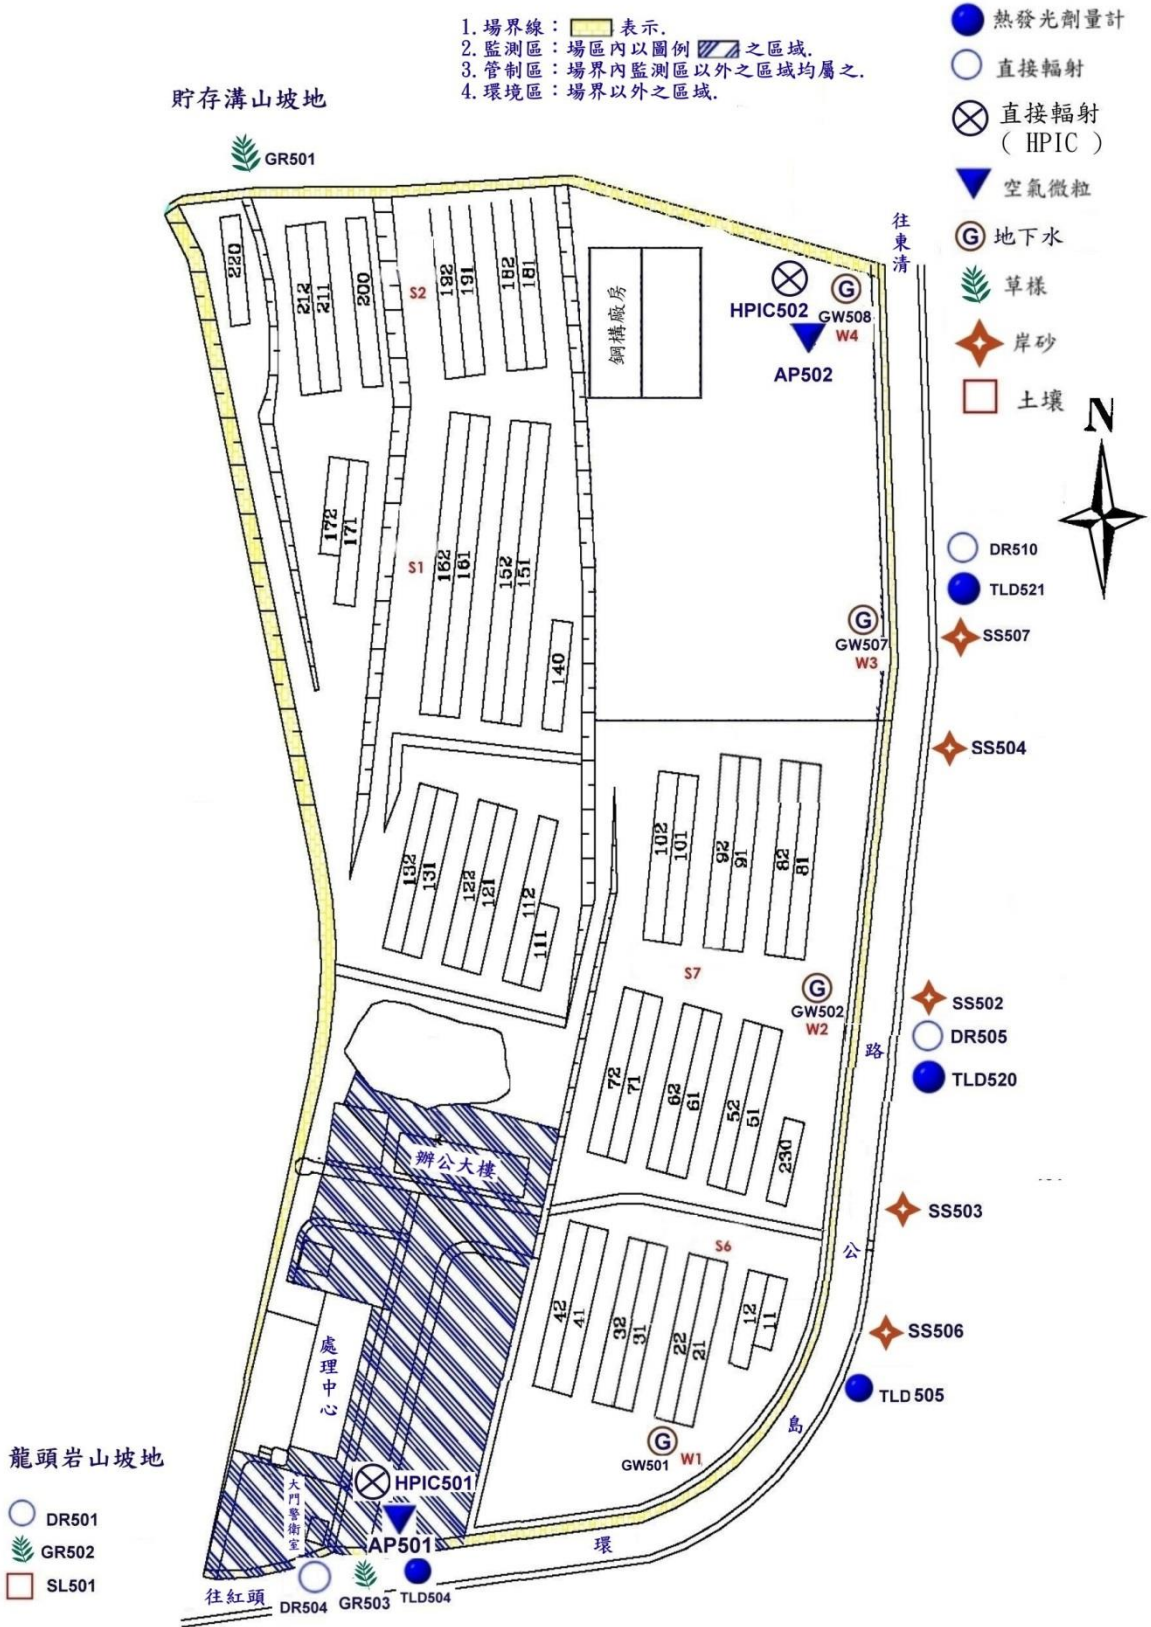 1. 場界線： 表示.
2. 監測區：場區內以圖例 之區域.
3. 管制區：場界內監測區以外之區域均屬之.
4. 環境區：場界以外之區域.
熱發光劑量計
直接輻射
直接輻射
( HPIC )
空氣微粒
地下水
草樣
岸砂
土壤
N
貯存溝山坡地
GR501
往東清
220
212
211
200
S2
192
191
182
181
鋼構廠房
HPIC502
GW508
W4
AP502
172
171
S1
162
161
152
151
140
DR510
TLD521
GW507
W3
SS507
SS504
132
131
122
121
112
111
102
101
92
91
82
81
S7
GW502
W2
SS502
DR505
TLD520
路
72
71
62
61
52
51
230
辦公大樓
SS503
公
S6
42
41
32
31
22
21
12
11
SS506
TLD 505
島
處理中心
GW501
W1
龍頭岩山坡地
DR501
GR502
SL501
大門警衛室
HPIC501
AP501
環
往紅頭
DR504
GR503
TLD504